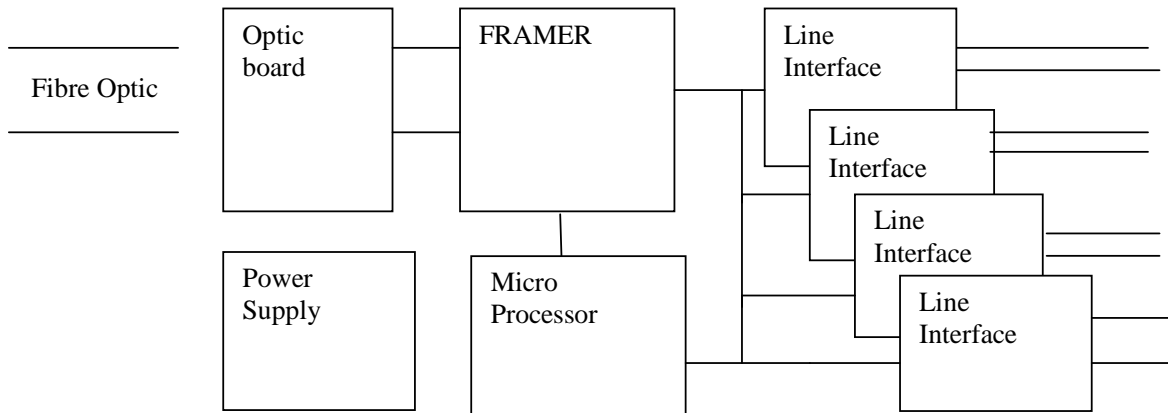 Fibre Optic
Optic
board
FRAMER
Line
Interface
Line
Interface
Line
Interface
Line
Interface
Power
Supply
Micro
Processor